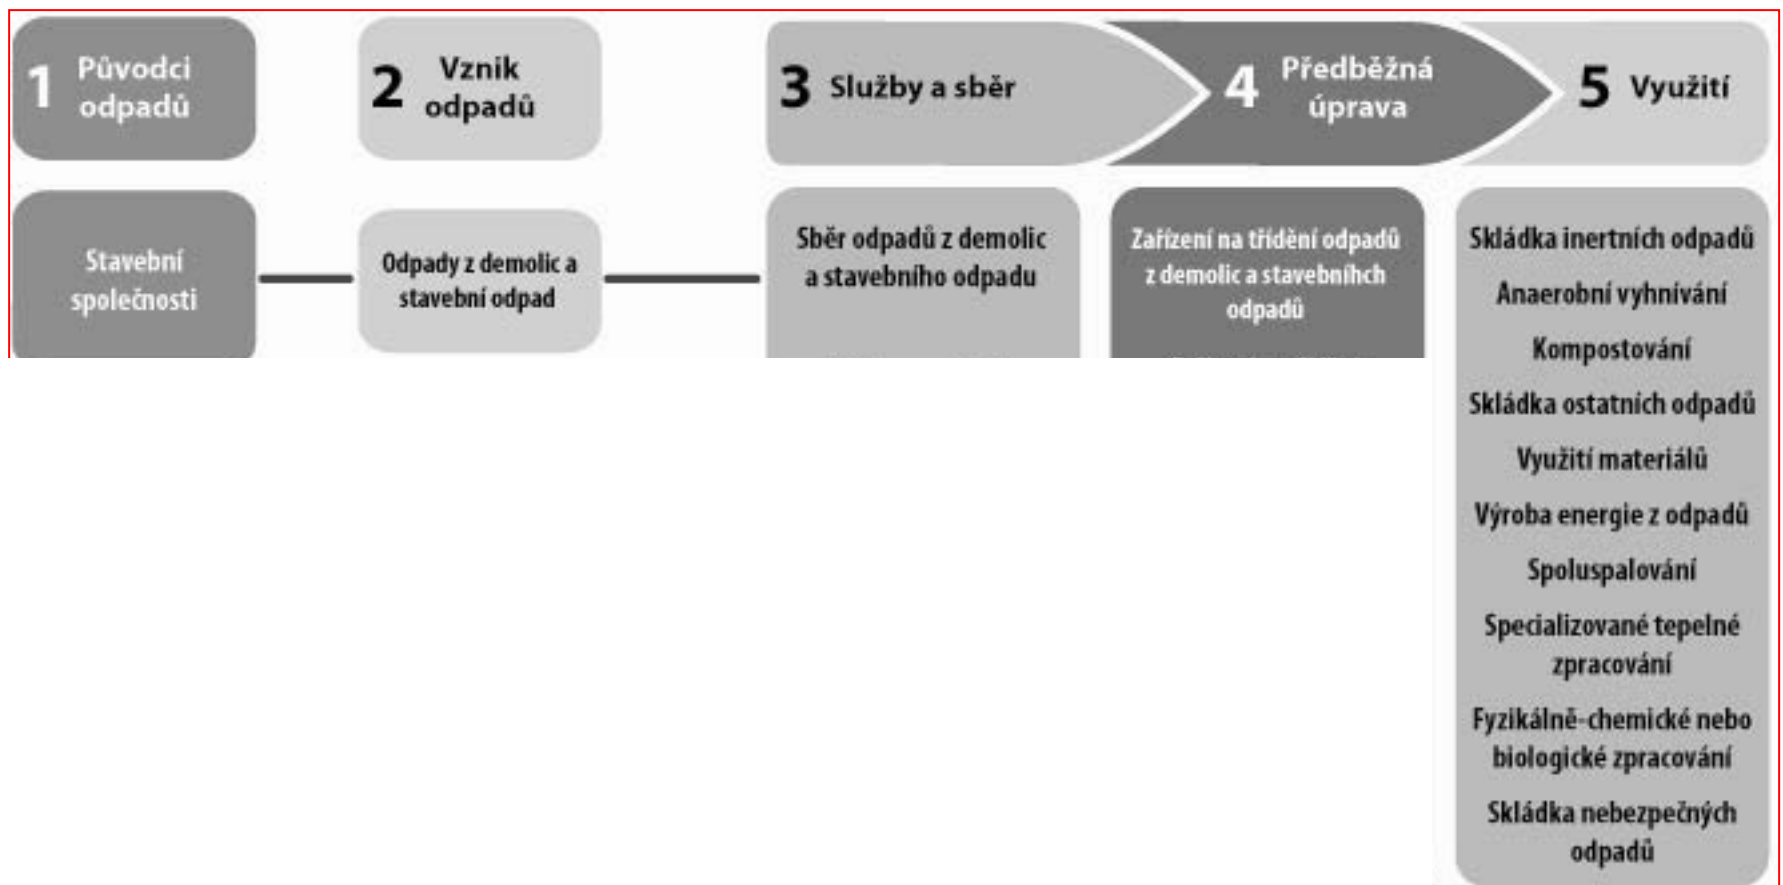 1 Původci
odpadů
2 Vznik
odpadů
3 Služby a sběr
4 Předběžná
úprava
5 Využití
Stavební
společnosti
Odpady z demolic a
stavební odpad
Sběr odpadů z demolic
a stavebního odpadu
Zařízení na třídění odpadů
z demolic a stavebníhch
odpadů
Skládka inertních odpadů
Anaerobní vyhnívání
Kompostování
Skládka ostatních odpadů
Využití materiálů
Výroba energie z odpadů
Spoluspalování
Specializované tepelné
zpracování
Fyzikálně-chemické nebo
biologické zpracování
Skládka nebezpečných
odpadů